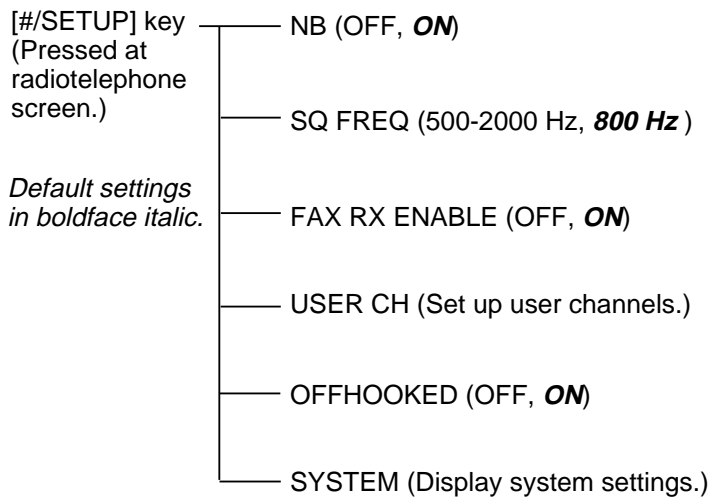 [#/SETUP] key
(Pressed at
radiotelephone
screen.)
Default settings
in boldface italic.
NB (OFF, ON)
SQ FREQ (500-2000 Hz, 800 Hz )
FAX RX ENABLE (OFF, ON)
USER CH (Set up user channels.)
OFFHOOKED (OFF, ON)
SYSTEM (Display system settings.)